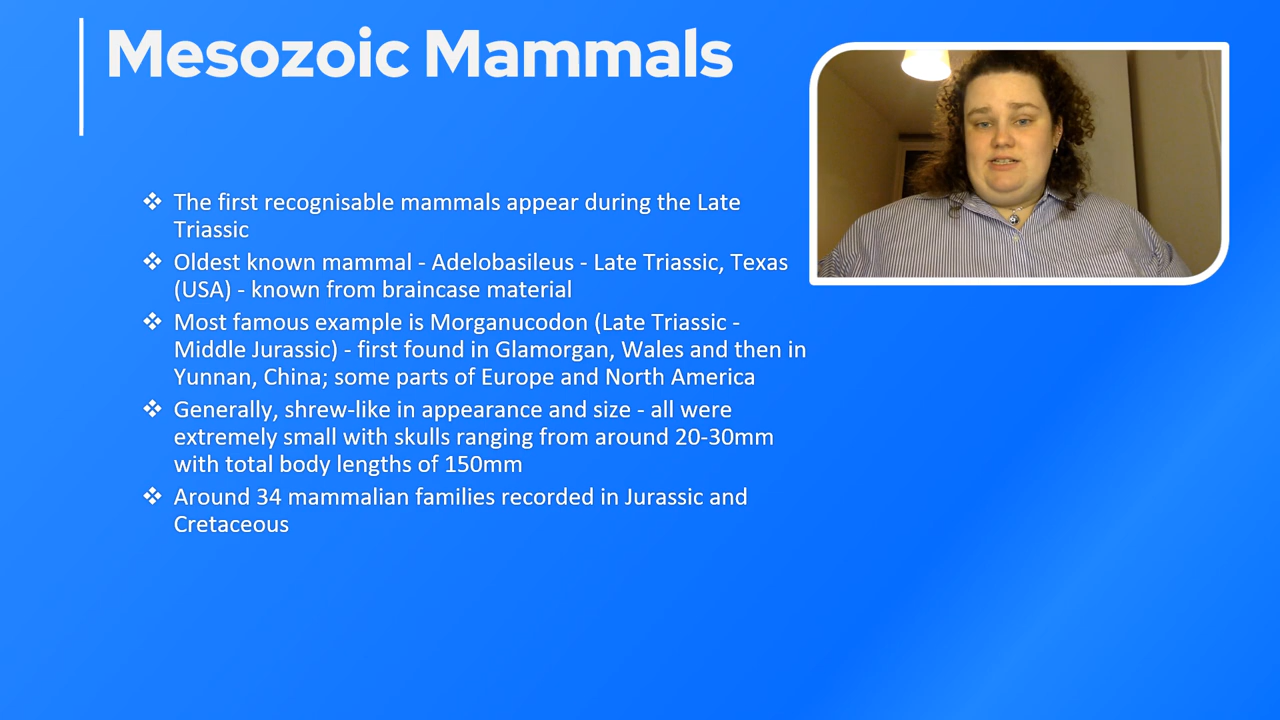 Mesozoic Mammals
❖ The first recognisable mammals appear during the Late
Triassic
❖ Oldest known mammal - Adelobasileus - Late Triassic, Texas
(USA) - known from braincase material
❖ Most famous example is Morganucodon (Late Triassic -
Middle Jurassic) - first found in Glamorgan, Wales and then in
Yunnan, China; some parts of Europe and North America
❖ Generally, shrew-like in appearance and size - all were
extremely small with skulls ranging from around 20-30mm
with total body lengths of 150mm
❖ Around 34 mammalian families recorded in Jurassic and
Cretaceous